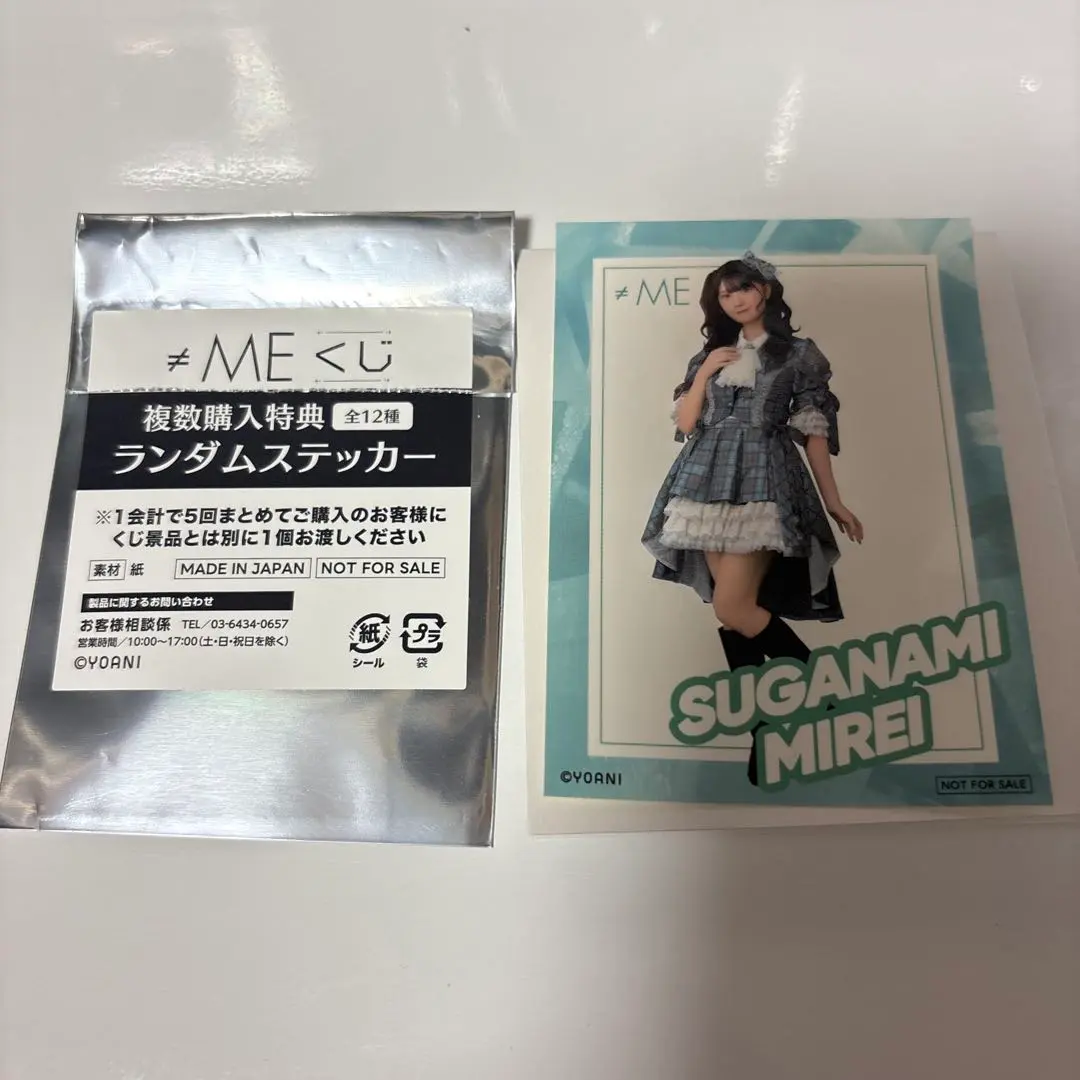 ≠ME くじ
複数購入特典 全12種
ランダムステッカー
※1会計で5回まとめてご購入のお客様に
くじ景品とは別に1個お渡しください
素材 紙 MADE IN JAPAN NOT FOR SALE
製品に関するお問い合わせ
お客様相談係 TEL/03-6434-0657
営業時間/10:00〜17:00(土・日・祝日を除く)
©YOANI
紙
シール
プラ
袋
≠ME
SUGANAMI
MIREI
©YOANI
NOT FOR SALE